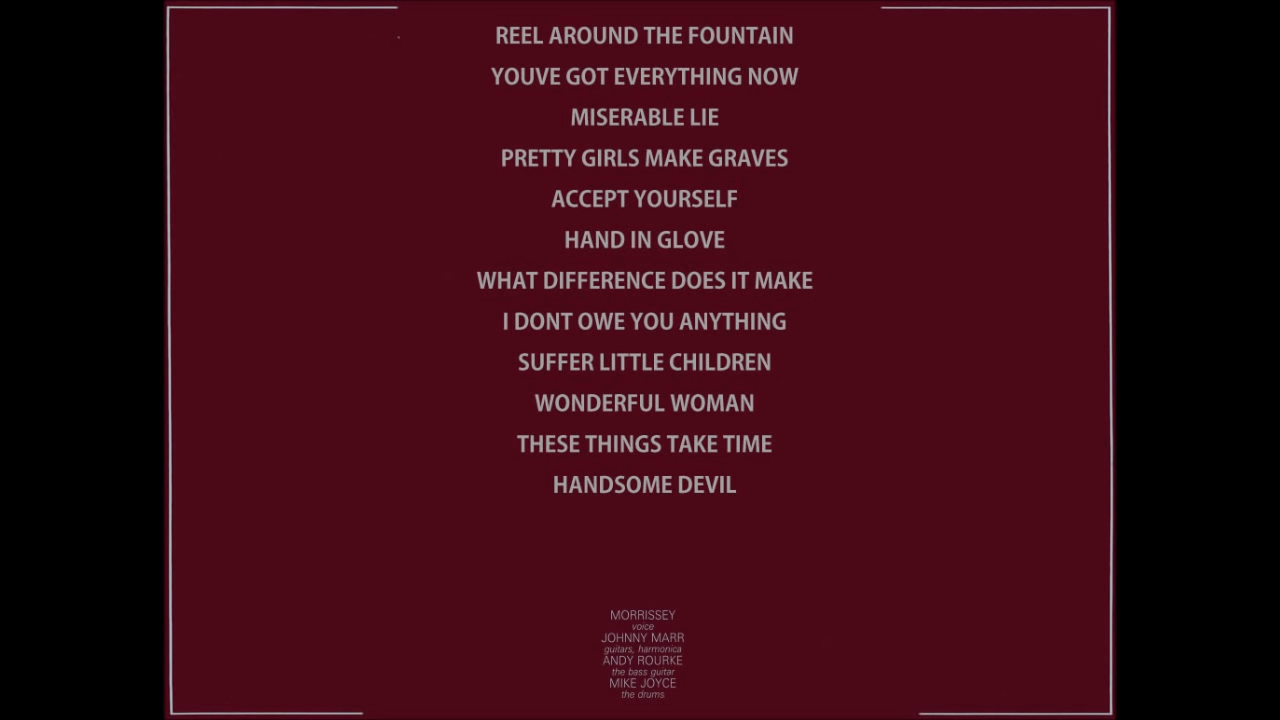 REEL AROUND THE FOUNTAIN
YOUVE GOT EVERYTHING NOW
MISERABLE LIE
PRETTY GIRLS MAKE GRAVES
ACCEPT YOURSELF
HAND IN GLOVE
WHAT DIFFERENCE DOES IT MAKE
I DONT OWE YOU ANYTHING
SUFFER LITTLE CHILDREN
WONDERFUL WOMAN
THESE THINGS TAKE TIME
HANDSOME DEVIL
MORRISSEY
voice
JOHNNY MARR
guitars, harmonica
ANDY ROURKE
the bass guitar
MIKE JOYCE
the drums